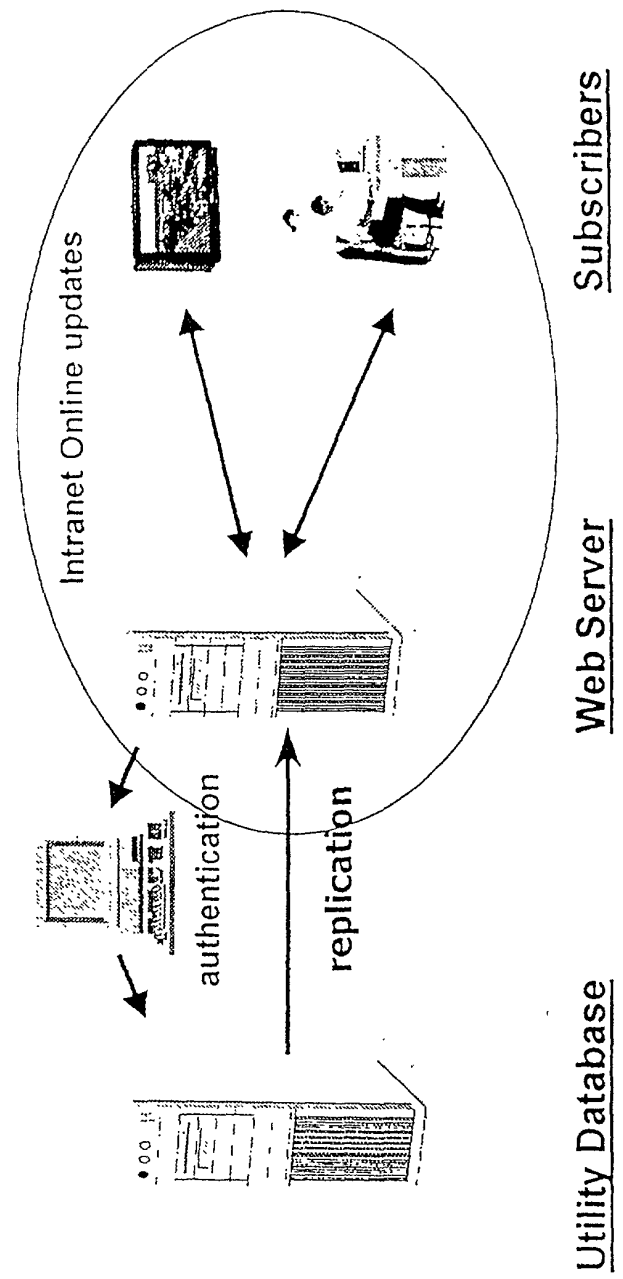 Intranet Online updates
authentication
replication
Utility Database
Web Server
Subscribers